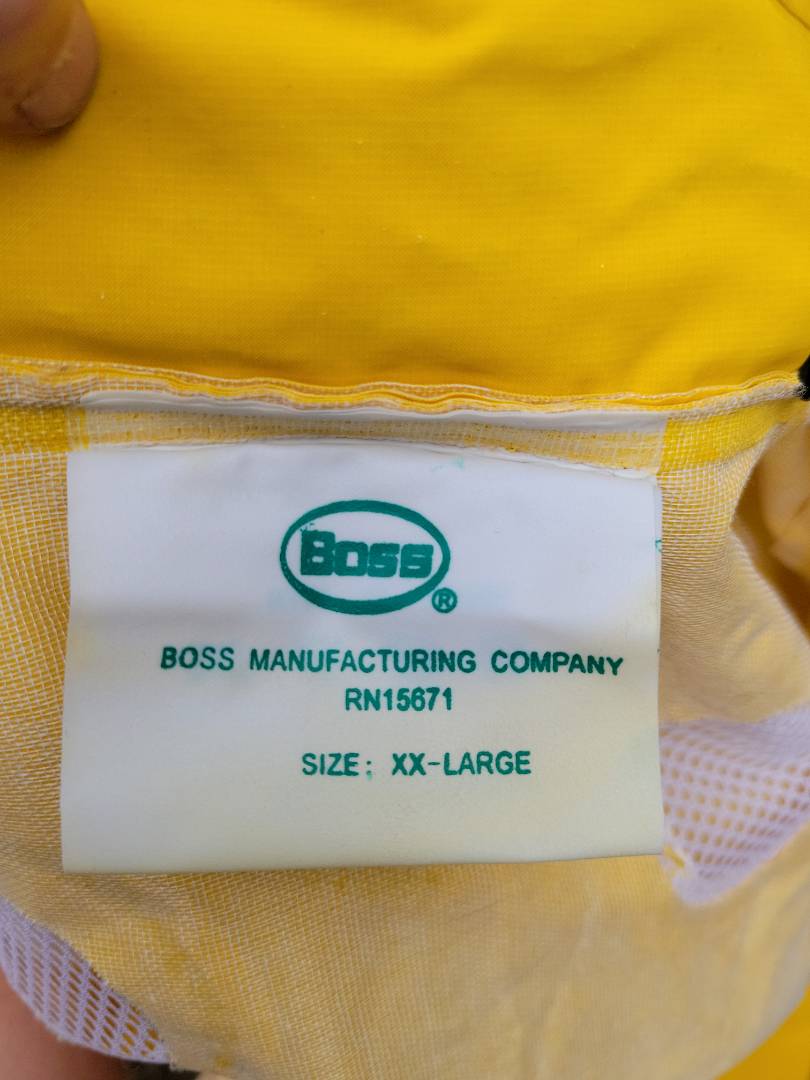 Boss
®
BOSS MANUFACTURING COMPANY
RN15671
SIZE: XX-LARGE